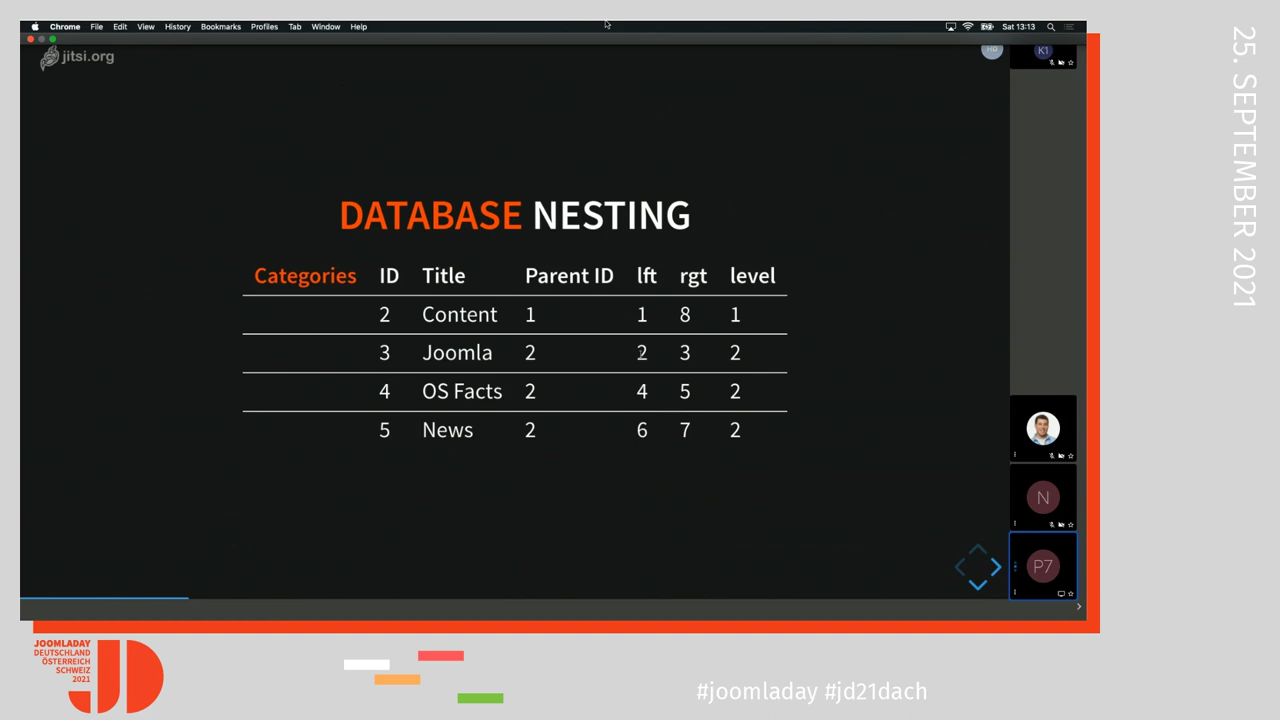 Chrome File Edit View History Bookmarks Profiles Tab Window Help Sat 13:13
jitsi.org
HD
K1
DATABASE NESTING
Categories ID Title Parent ID lft rgt level
2 Content 1 1 8 1
3 Joomla 2 2 3 2
4 OS Facts 2 4 5 2
5 News 2 6 7 2
N
P7
25. SEPTEMBER 2021
JOOMLADAY
DEUTSCHLAND
ÖSTERREICH
SCHWEIZ
2021
JD
#joomladay #jd21dach